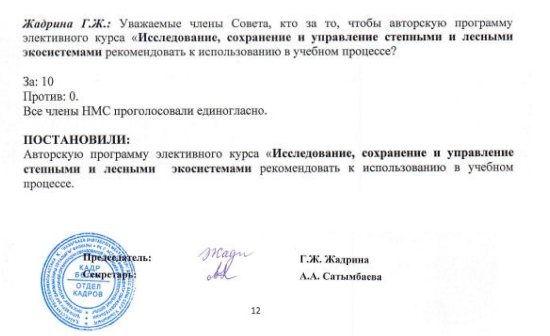 Жадрина Г.Ж.: Уважаемые члены Совета, кто за то, чтобы авторскую программу
элективного курса «Исследование, сохранение и управление степными и лесными
экосистемами рекомендовать к использованию в учебном процессе?
За: 10
Против: 0.
Все члены НМС проголосовали единогласно.
ПОСТАНОВИЛИ:
Авторскую программу элективного курса «Исследование, сохранение и управление
степными и лесными экосистемами рекомендовать к использованию в учебном
процессе.
Председатель: Жадр Г.Ж. Жадрина
Секретарь: А.А. Сатымбаева
КАДР
ОТДЕЛ
КАДРОВ
12